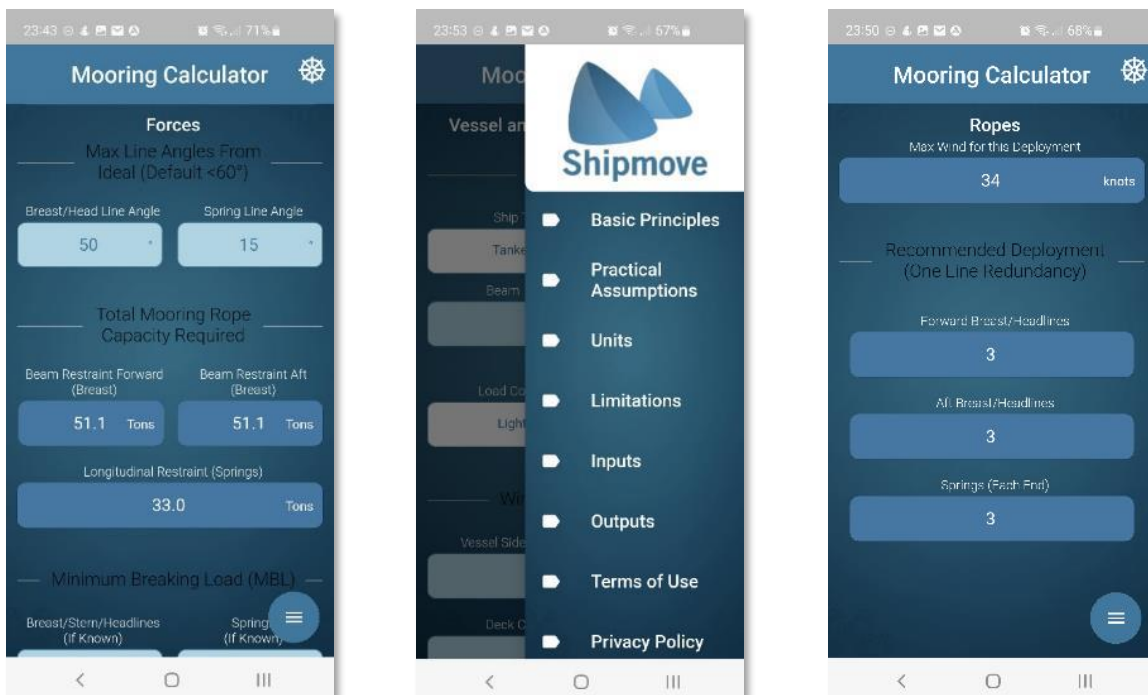 23:43
71%
Mooring Calculator
Forces
Max Line Angles From
Ideal (Default <60°)
Breast/Head Line Angle
Spring Line Angle
50 °
15 °
Total Mooring Rope
Capacity Required
Beam Restraint Forward
(Breast)
Beam Restraint Aft
(Breast)
51.1 Tons
51.1 Tons
Longitudinal Restraint (Springs)
33.0 Tons
Minimum Breaking Load (MBL)
Breast/Stern/Headlines
(If Known)
Spring
(If Known)
23:53
67%
Moo
Vessel an
Ship
Tanke
Beam
Load Co
Light
Wi
Vessel Side
Deck C
Shipmove
Basic Principles
Practical
Assumptions
Units
Limitations
Inputs
Outputs
Terms of Use
Privacy Policy
23:50
68%
Mooring Calculator
Ropes
Max Wind for this Deployment
34 knots
Recommended Deployment
(One Line Redundancy)
Forward Breast/Headlines
3
Aft Breast/Headlines
3
Springs (Each End)
3